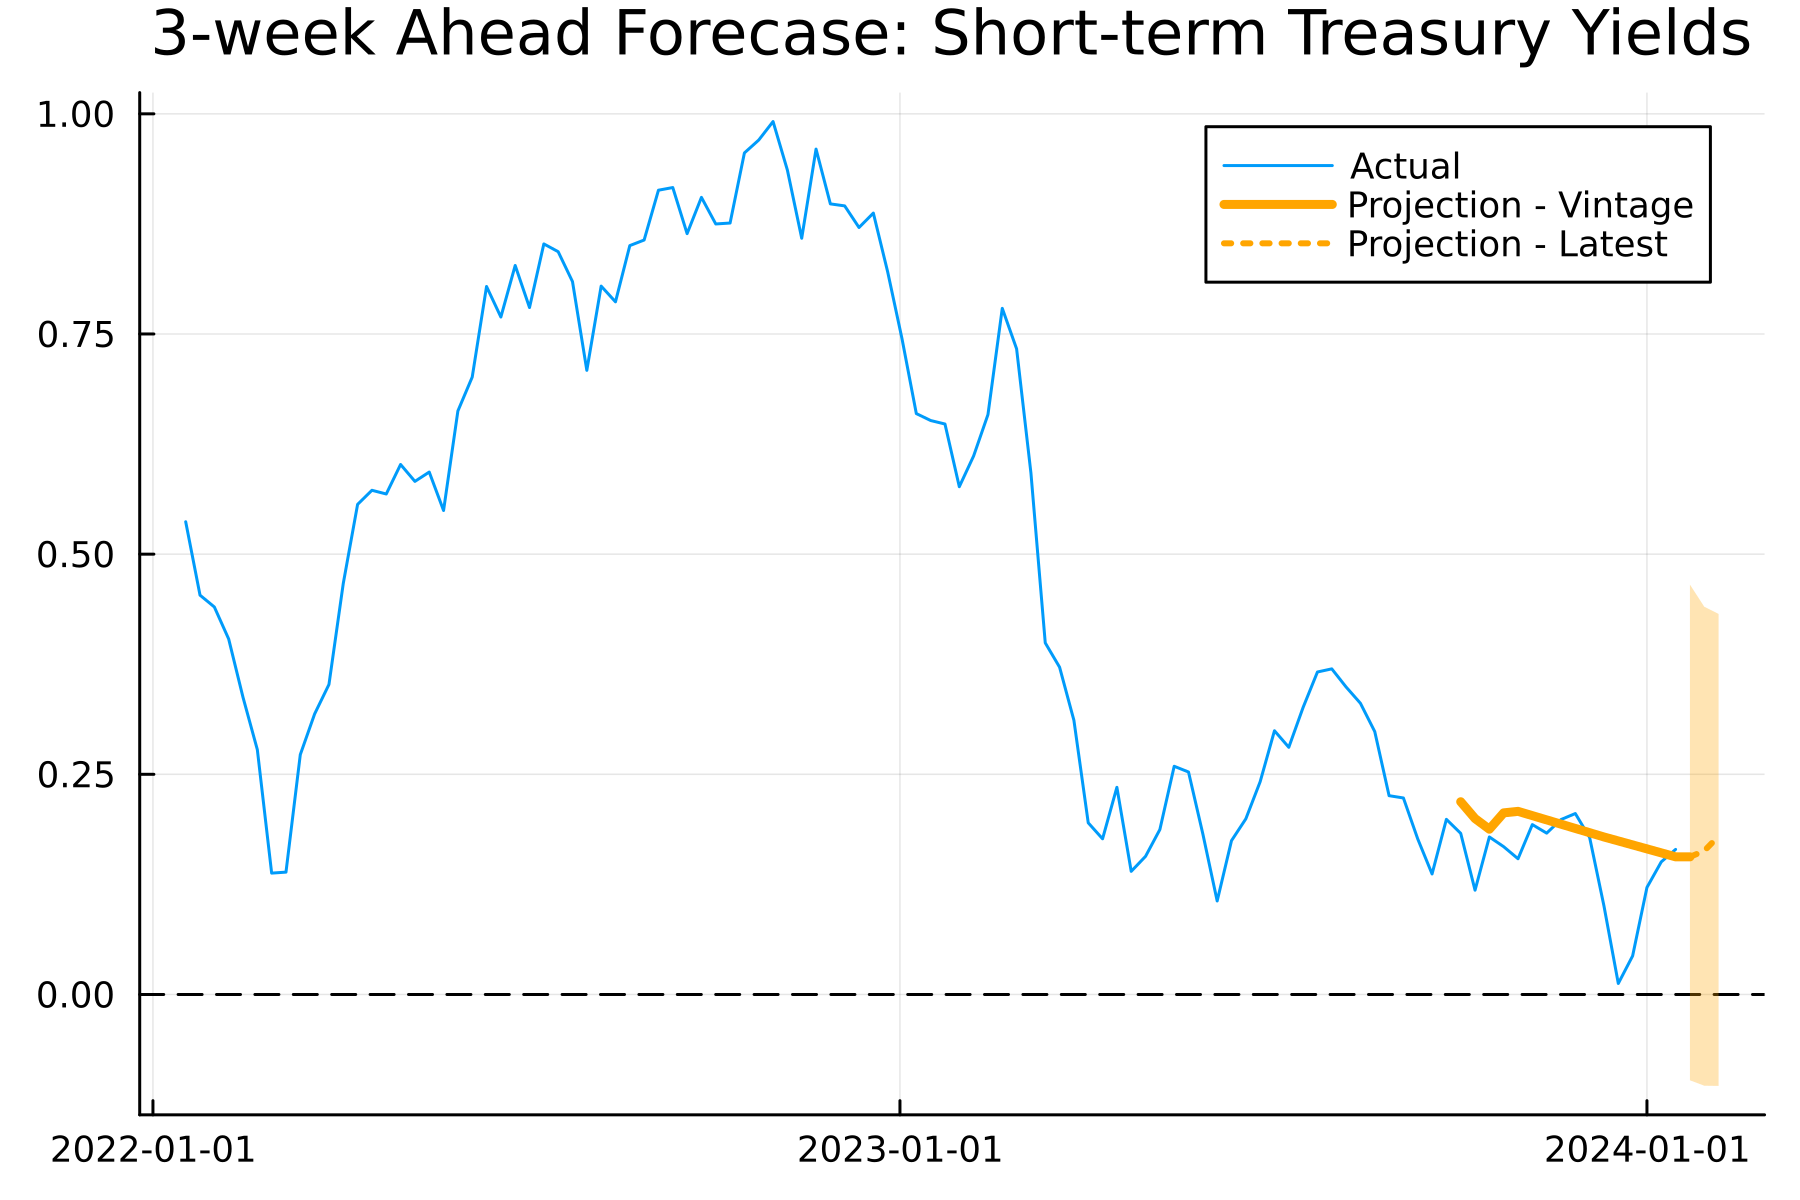 3-week Ahead Forecase: Short-term Treasury Yields
1.00
Actual
Projection - Vintage
Projection - Latest
0.75
0.50
0.25
0.00
2022-01-01 2023-01-01 2024-01-01